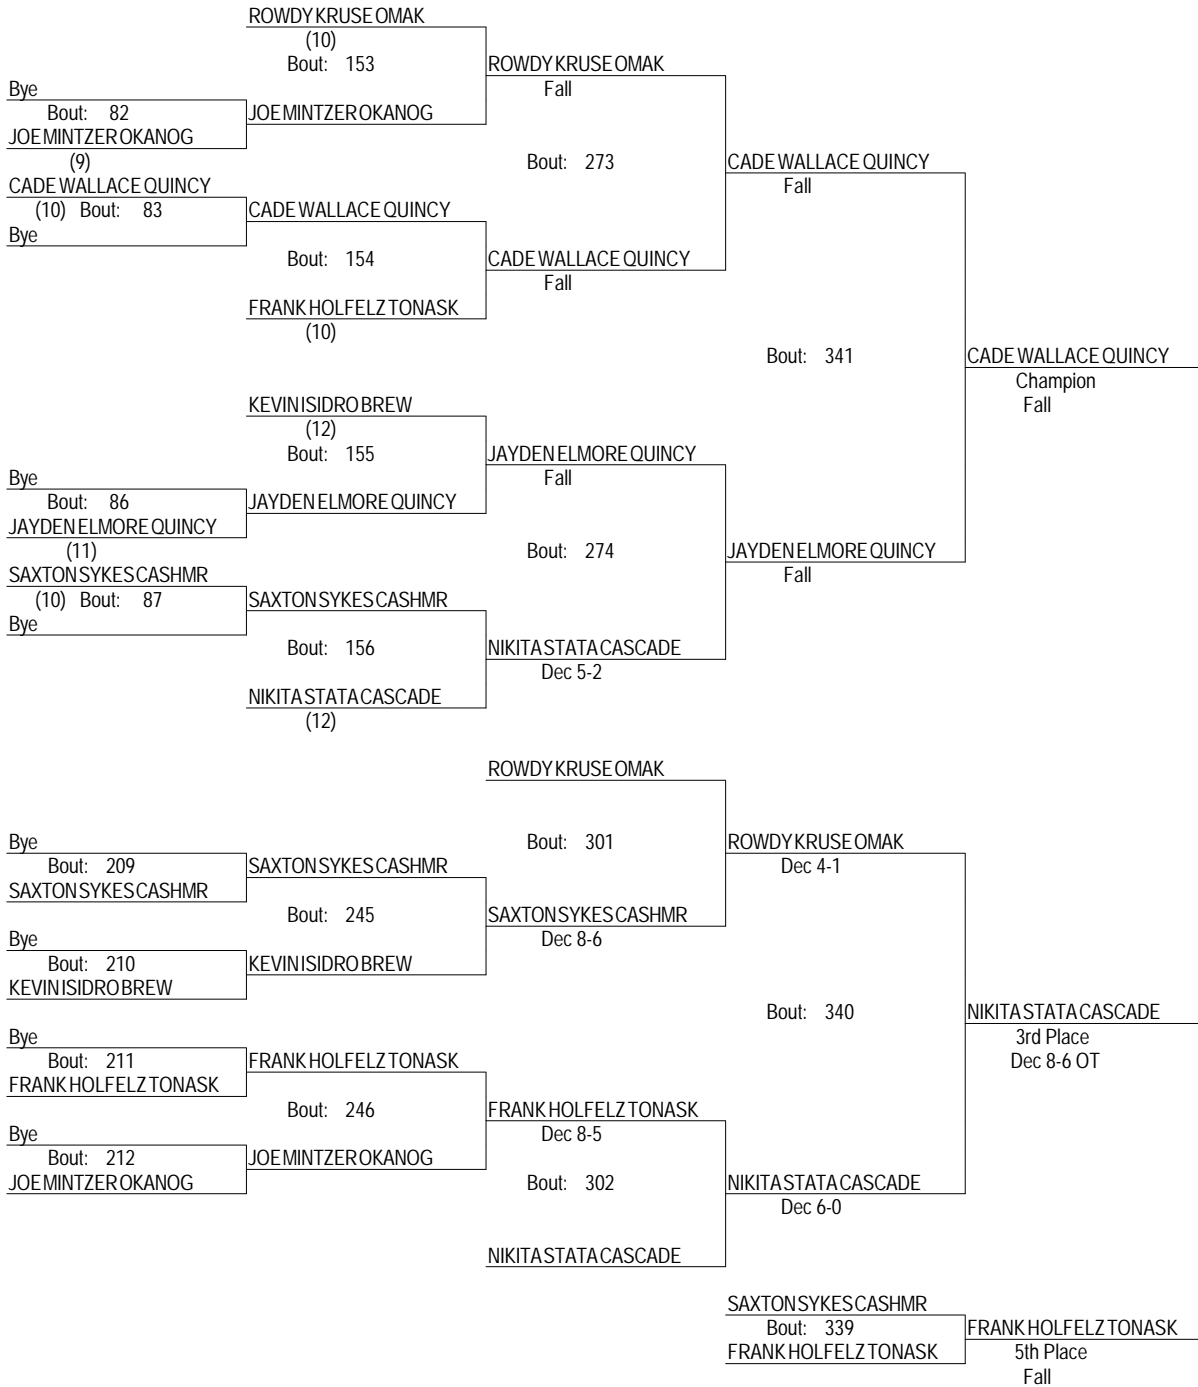 ROWDY KRUSE OMAK
(10)
Bout: 153
ROWDY KRUSE OMAK
Fall
Bye
Bout: 82
JOE MINTZER OKANOG
JOE MINTZER OKANOG
(9)
Bout: 273
CADE WALLACE QUINCY
Fall
CADE WALLACE QUINCY
(10) Bout: 83
CADE WALLACE QUINCY
Bye
Bout: 154
CADE WALLACE QUINCY
Fall
FRANK HOLFELZ TONASK
(10)
Bout: 341
CADE WALLACE QUINCY
Champion
Fall
KEVIN ISIDRO BREW
(12)
Bout: 155
JAYDEN ELMORE QUINCY
Fall
Bye
Bout: 86
JAYDEN ELMORE QUINCY
JAYDEN ELMORE QUINCY
(11)
Bout: 274
JAYDEN ELMORE QUINCY
Fall
SAXTON SYKES CASHMR
(10) Bout: 87
SAXTON SYKES CASHMR
Bye
Bout: 156
NIKITA STATA CASCADE
Dec 5-2
NIKITA STATA CASCADE
(12)
ROWDY KRUSE OMAK
Bye
Bout: 301
ROWDY KRUSE OMAK
Dec 4-1
Bout: 209
SAXTON SYKES CASHMR
SAXTON SYKES CASHMR
Bout: 245
SAXTON SYKES CASHMR
Dec 8-6
Bye
Bout: 210
KEVIN ISIDRO BREW
KEVIN ISIDRO BREW
Bout: 340
NIKITA STATA CASCADE
3rd Place
Dec 8-6 OT
Bye
Bout: 211
FRANK HOLFELZ TONASK
FRANK HOLFELZ TONASK
Bout: 246
FRANK HOLFELZ TONASK
Dec 8-5
Bye
Bout: 212
JOE MINTZER OKANOG
JOE MINTZER OKANOG
Bout: 302
NIKITA STATA CASCADE
Dec 6-0
NIKITA STATA CASCADE
SAXTON SYKES CASHMR
Bout: 339
FRANK HOLFELZ TONASK
FRANK HOLFELZ TONASK
5th Place
Fall